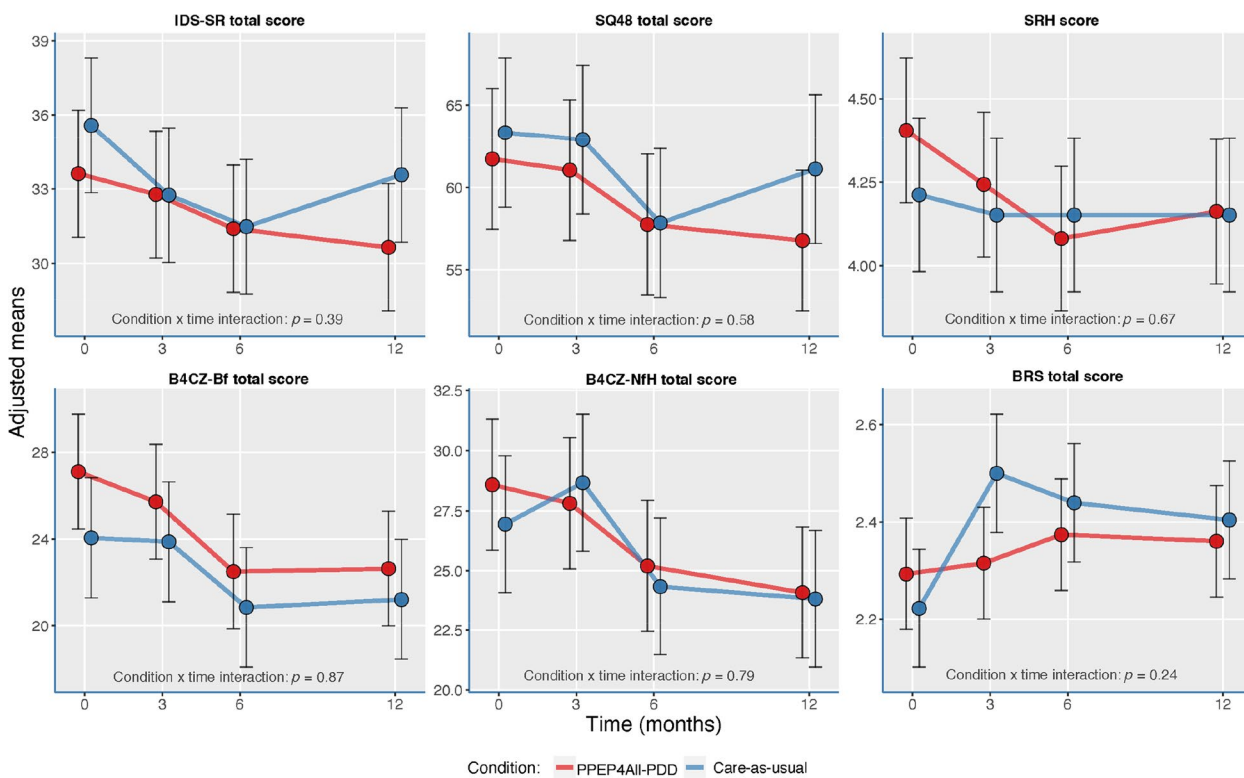 IDS-SR total score
SQ48 total score
SRH score
39
36
33
30
65
60
55
4.50
4.25
4.00
Condition x time interaction: p = 0.39
Condition x time interaction: p = 0.58
Condition x time interaction: p = 0.67
0 3 6 12
0 3 6 12
0 3 6 12
Adjusted means
B4CZ-Bf total score
B4CZ-NfH total score
BRS total score
28
24
20
32.5
30.0
27.5
25.0
22.5
20.0
2.6
2.4
2.2
Condition x time interaction: p = 0.87
Condition x time interaction: p = 0.79
Condition x time interaction: p = 0.24
0 3 6 12
0 3 6 12
0 3 6 12
Time (months)
Condition: PPEP4All-PDD Care-as-usual